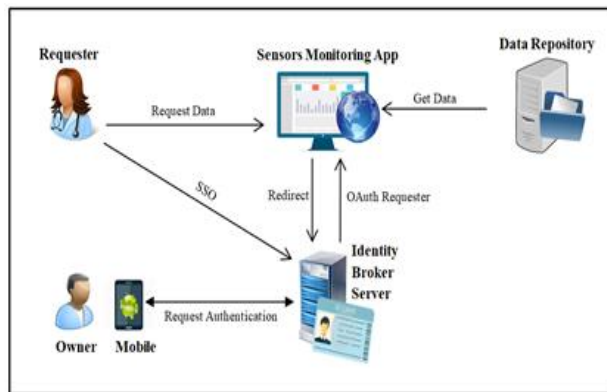 Requester
Sensors Monitoring App
Data Repository
Request Data
Get Data
SSO
Redirect
OAuth Requester
Identity
Broker
Server
Request Authentication
Owner
Mobile